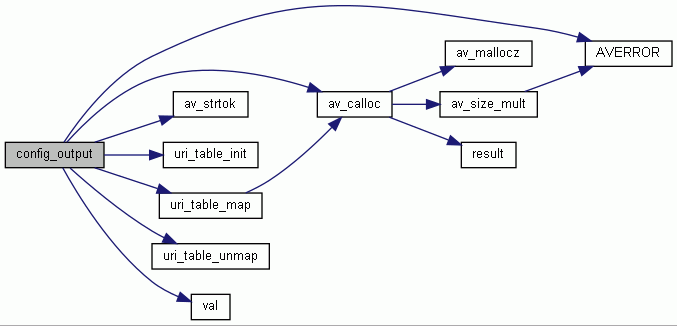 av_mallocz
AVERROR
av_strtok
av_calloc
av_size_mult
config_output
uri_table_init
result
uri_table_map
uri_table_unmap
val